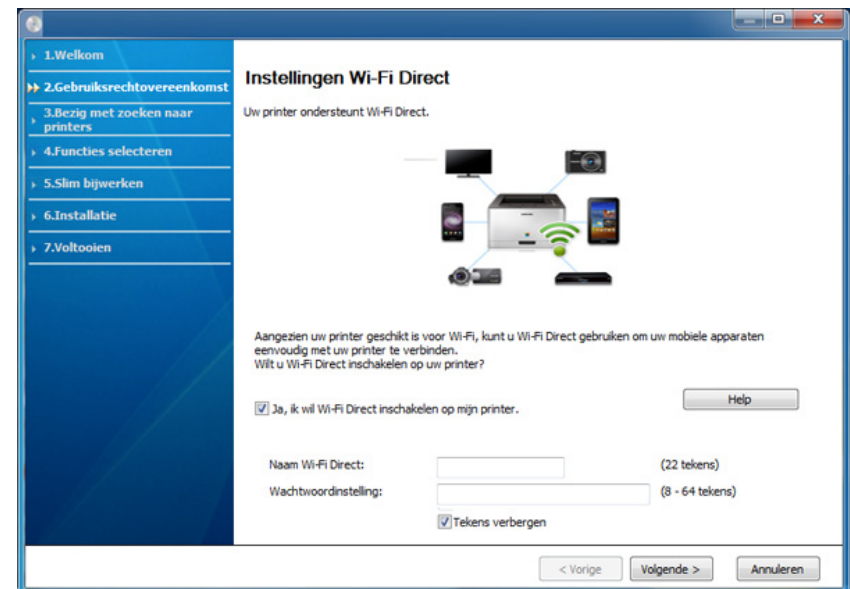 1.Welkom
2.Gebruiksrechtovereenkomst
3.Bezig met zoeken naar
printers
4.Functies selecteren
5.Slim bijwerken
6.Installatie
7.Voltooien
Instellingen Wi-Fi Direct
Uw printer ondersteunt Wi-Fi Direct.
Aangezien uw printer geschikt is voor Wi-Fi, kunt u Wi-Fi Direct gebruiken om uw mobiele apparaten
eenvoudig met uw printer te verbinden.
Wilt u Wi-Fi Direct inschakelen op uw printer?
Help
Ja, ik wil Wi-Fi Direct inschakelen op mijn printer.
Naam Wi-Fi Direct: (22 tekens)
Wachtwoordinstelling: (8 - 64 tekens)
Tekens verbergen
< Vorige Volgende > Annuleren